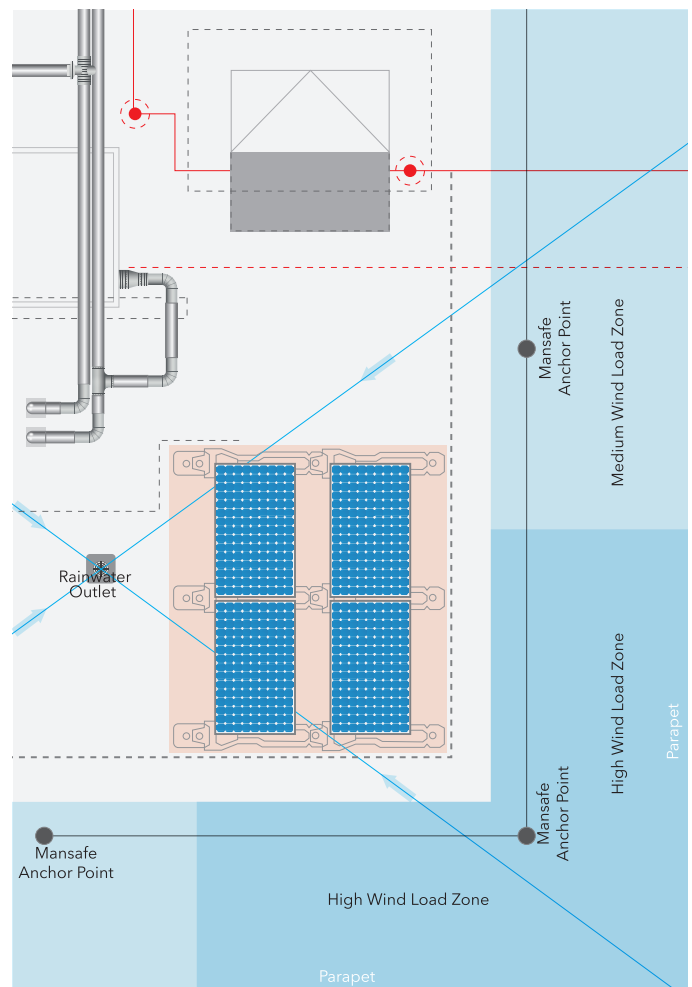 Mansafe
Anchor Point
Medium Wind Load Zone
Rainwater
Outlet
High Wind Load Zone
Parapet
Mansafe
Anchor Point
Mansafe
Anchor Point
High Wind Load Zone
Parapet